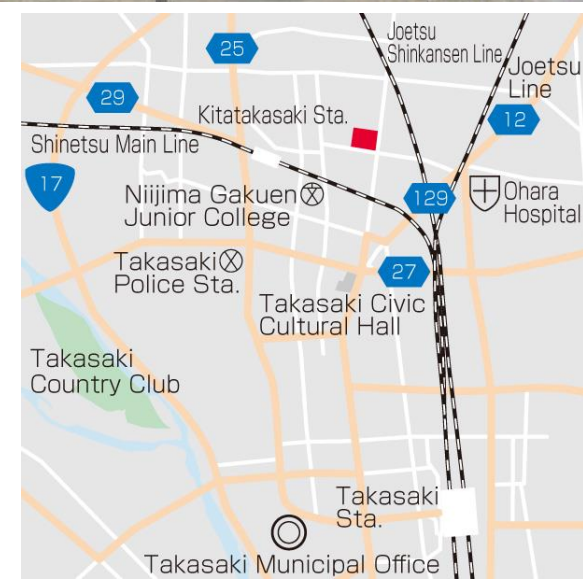 Joetsu
Shinkansen Line
25
Joetsu
Line
29
Kitatakasaki Sta.
12
Shinetsu Main Line
17
Niijima Gakuen
Junior College
129
Ohara
Hospital
Takasaki
Police Sta.
27
Takasaki Civic
Cultural Hall
Takasaki
Country Club
Takasaki
Sta.
Takasaki Municipal Office